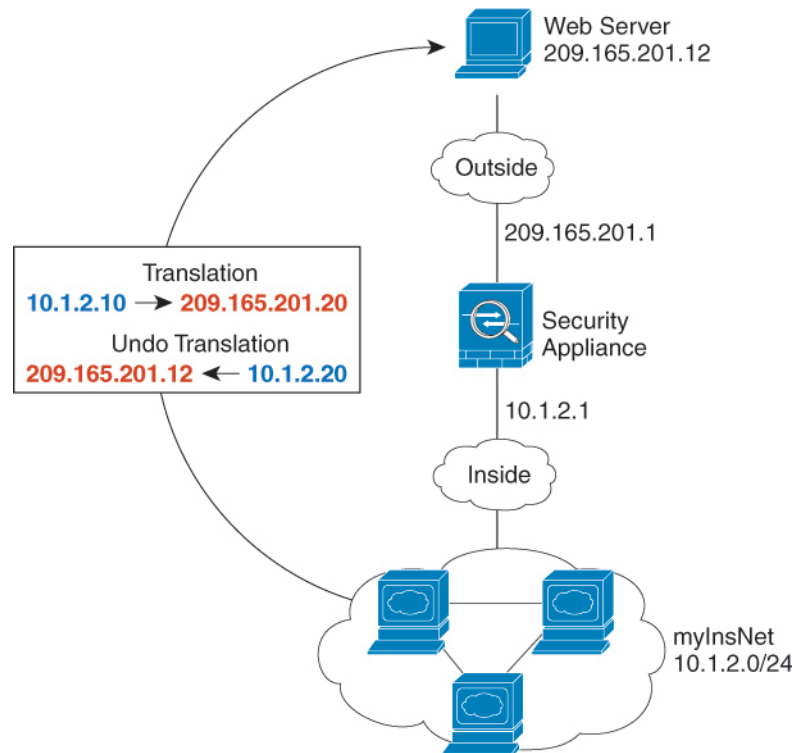 Web Server
209.165.201.12
Outside
209.165.201.1
Translation
10.1.2.10 → 209.165.201.20
Undo Translation
209.165.201.12 ← 10.1.2.20
Security
Appliance
10.1.2.1
Inside
myInsNet
10.1.2.0/24